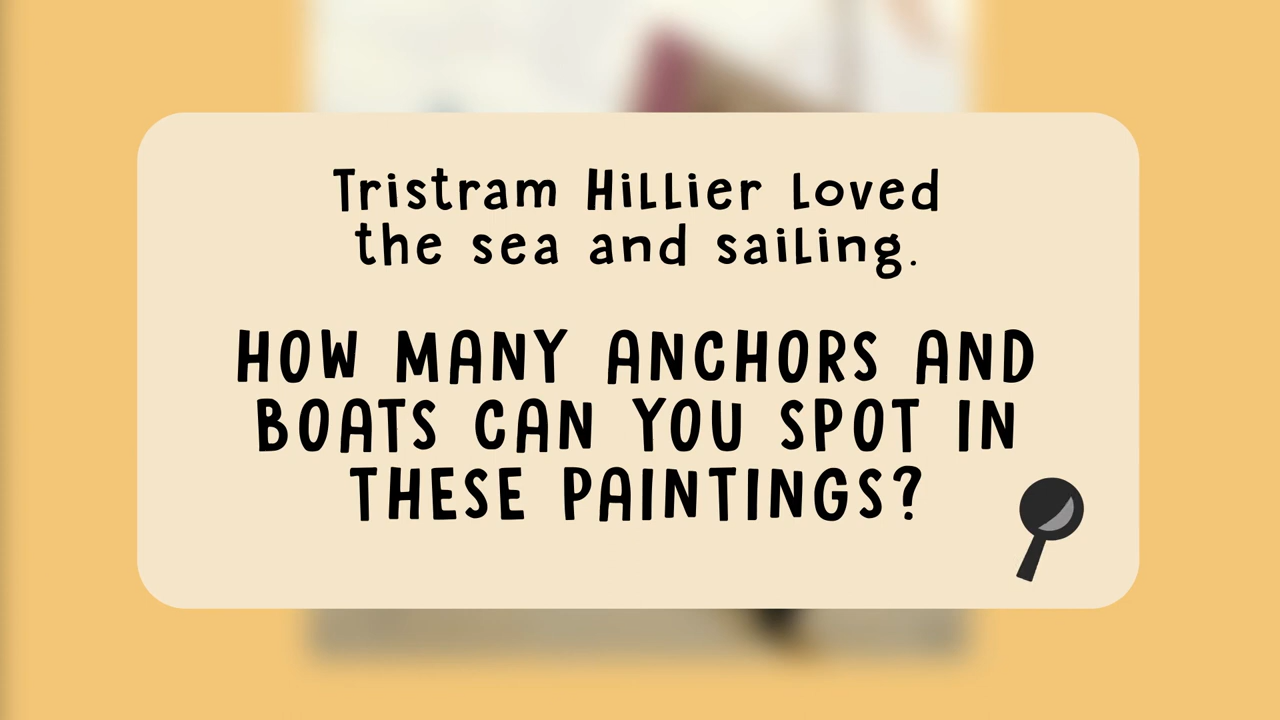 Tristram Hillier loved
the sea and sailing.
HOW MANY ANCHORS AND
BOATS CAN YOU SPOT IN
THESE PAINTINGS?